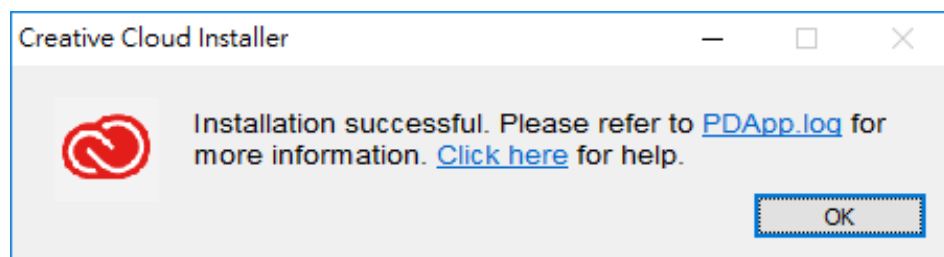 Creative Cloud Installer
Installation successful. Please refer to PDApp.log for
more information. Click here for help.
OK